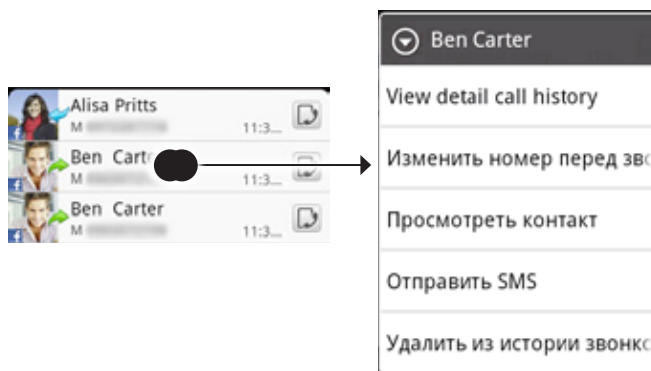 Alisa Pritts
M
11:3...
Ben Cart
M
11:3...
Ben Carter
M
11:3...
Ben Carter
View detail call history
Изменить номер перед зво
Просмотреть контакт
Отправить SMS
Удалить из истории звонко